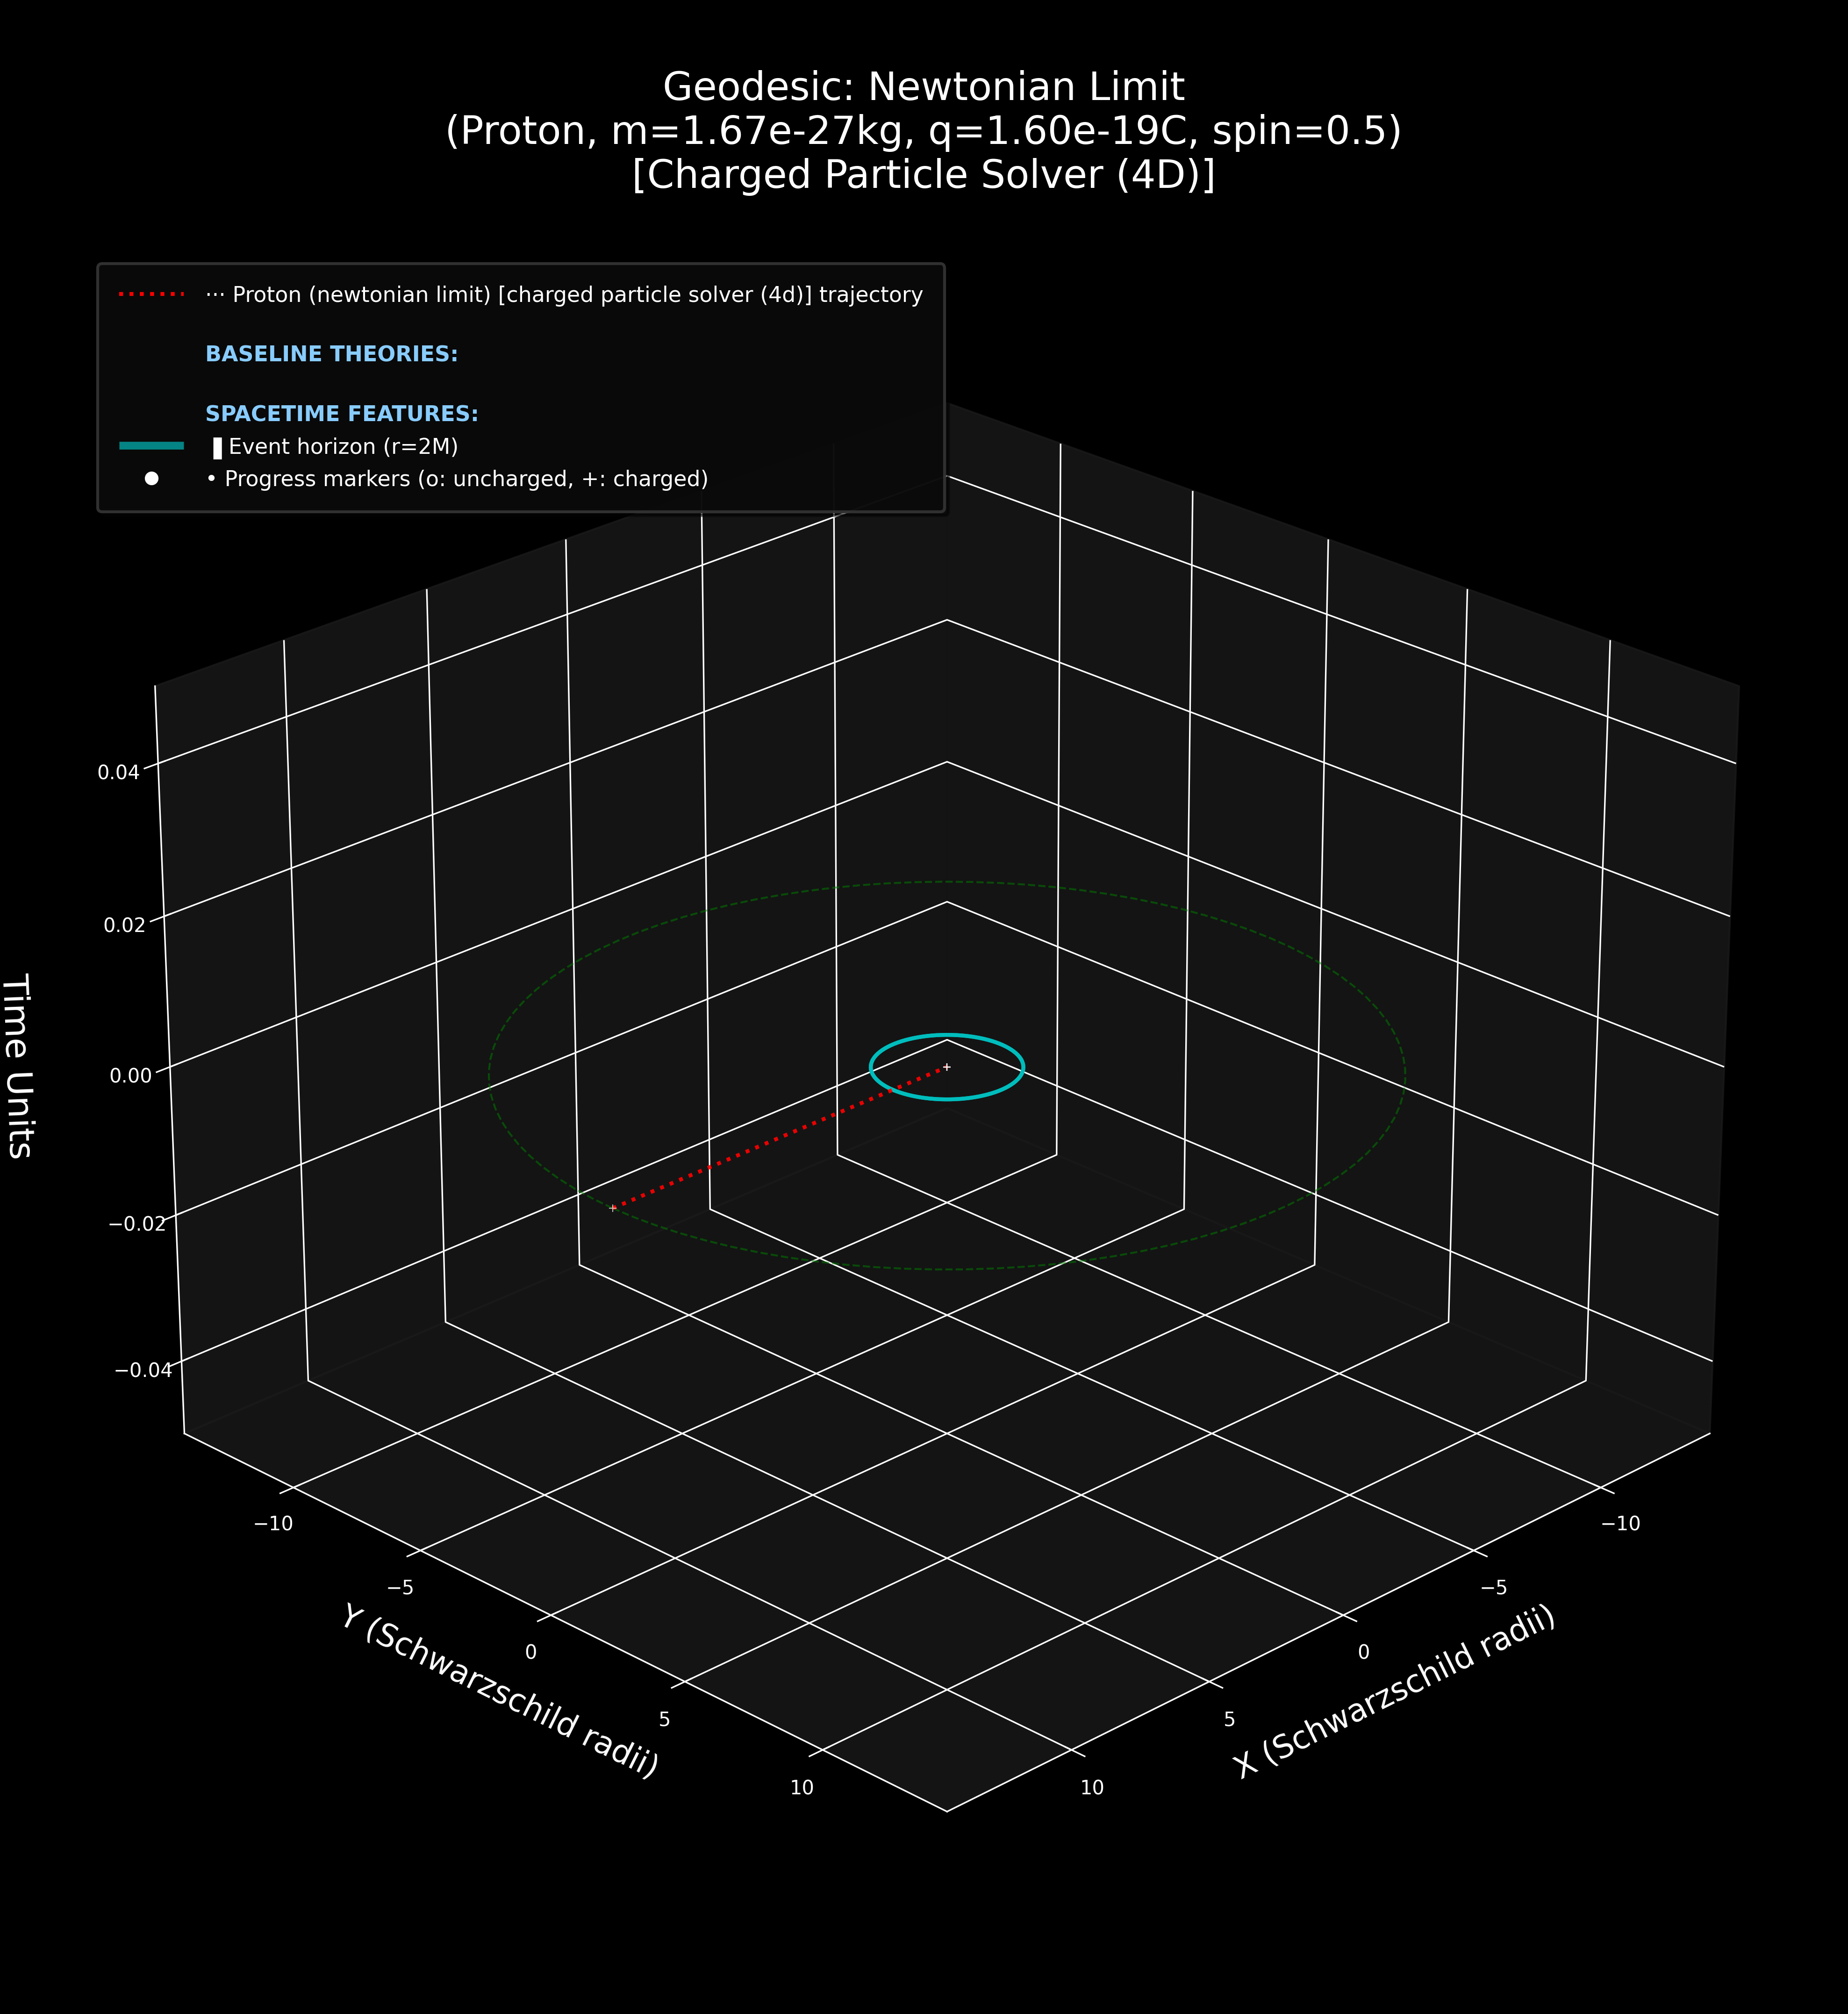 Geodesic: Newtonian Limit
(Proton, m=1.67e-27kg, q=1.60e-19C, spin=0.5)
[Charged Particle Solver (4D)]
··· Proton (newtonian limit) [charged particle solver (4d)] trajectory
BASELINE THEORIES:
SPACETIME FEATURES:
▌Event horizon (r=2M)
• Progress markers (o: uncharged, +: charged)
0.04
0.02
0.00
−0.02
−0.04
Time Units
−10
−5
0
5
10
Y (Schwarzschild radii)
−10
−5
0
5
10
X (Schwarzschild radii)